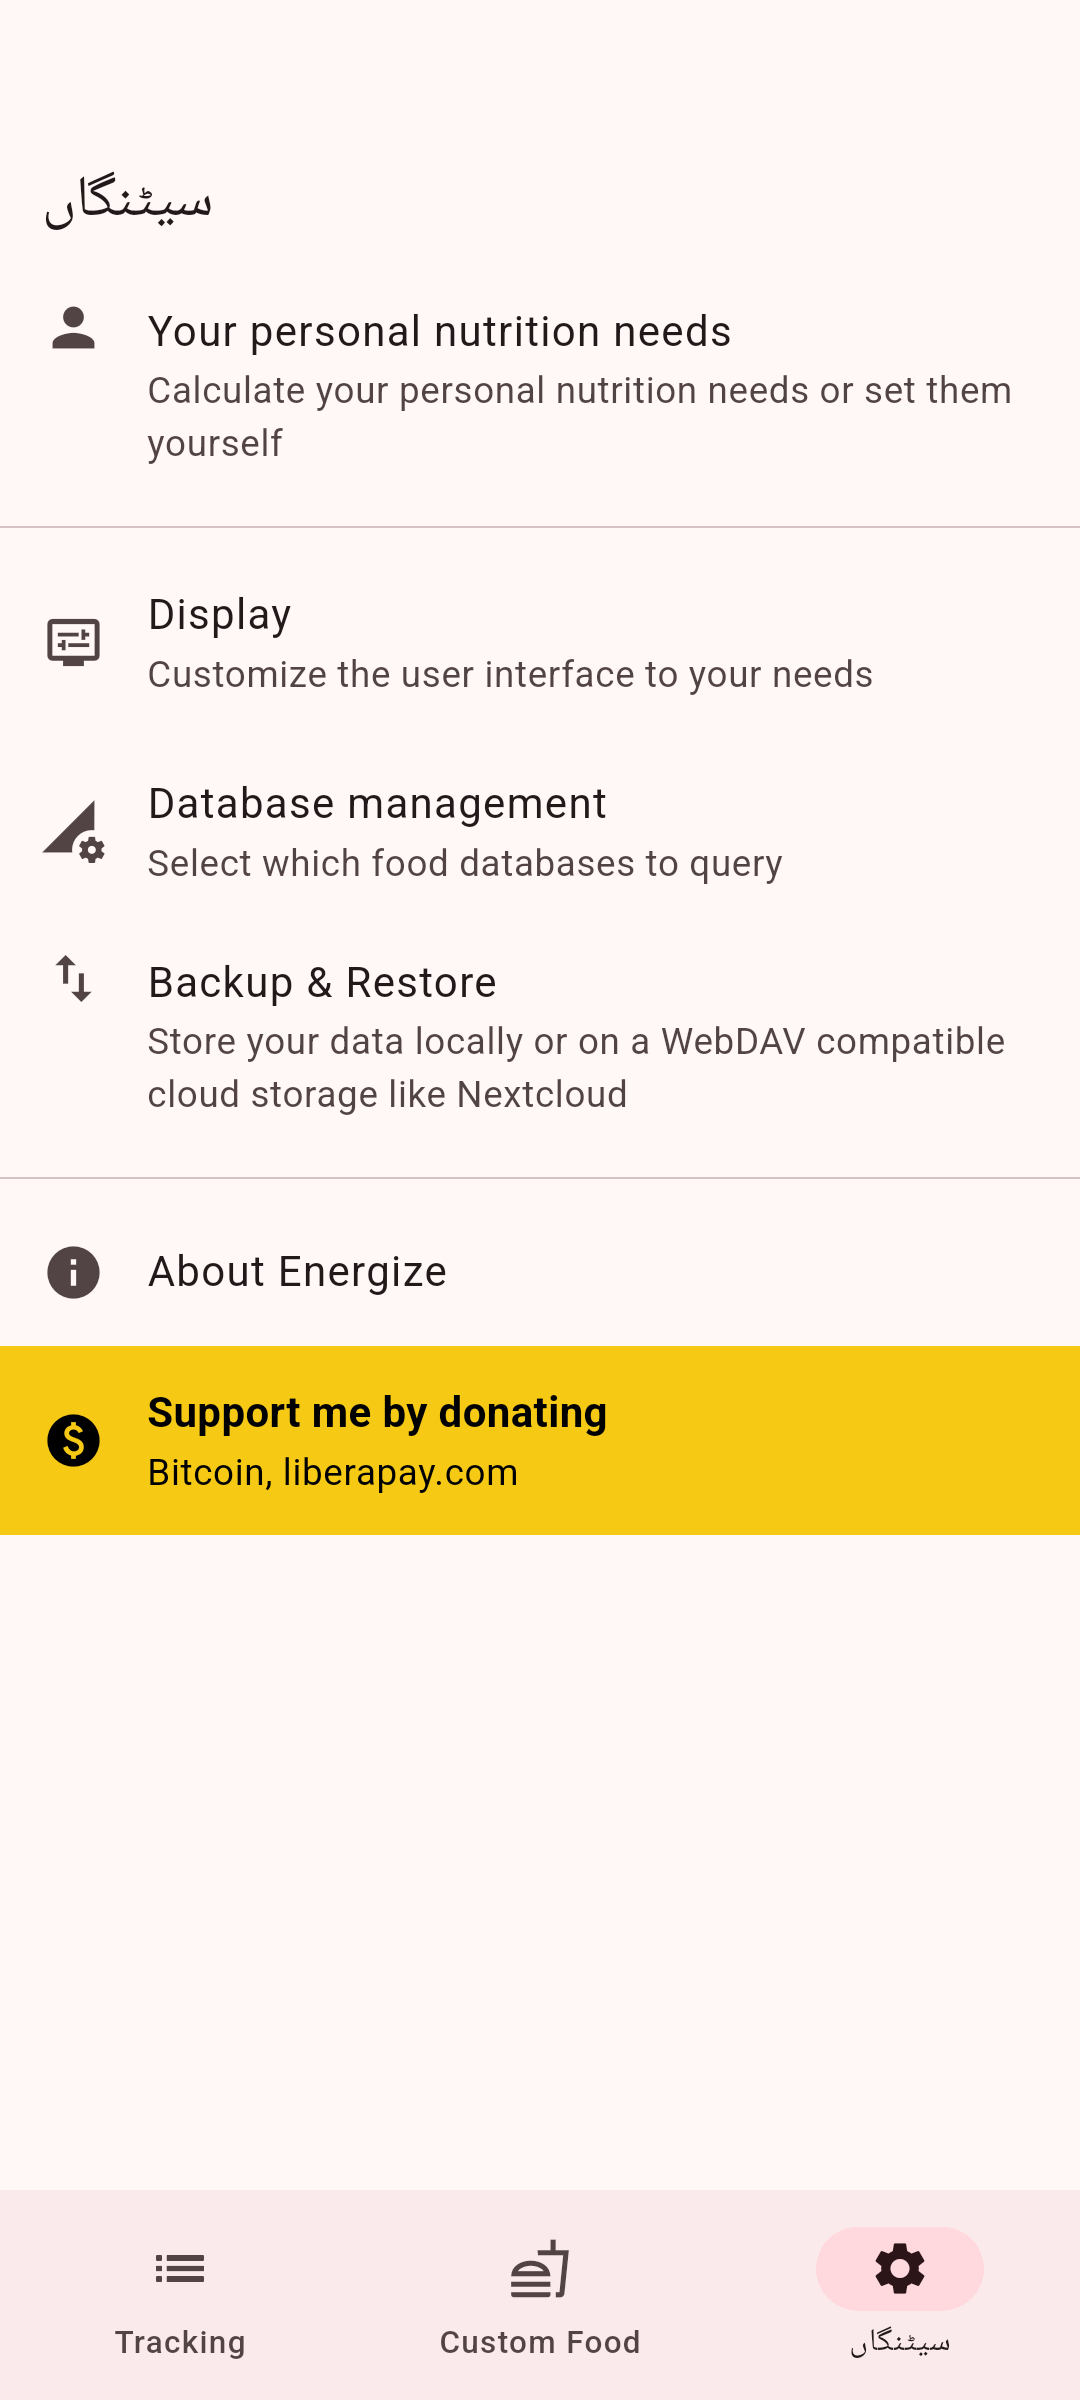 سیٹنگاں
Your personal nutrition needs
Calculate your personal nutrition needs or set them
yourself
Display
Customize the user interface to your needs
Database management
Select which food databases to query
Backup & Restore
Store your data locally or on a WebDAV compatible
cloud storage like Nextcloud
About Energize
Support me by donating
Bitcoin, liberapay.com
Tracking
Custom Food
سیٹنگاں